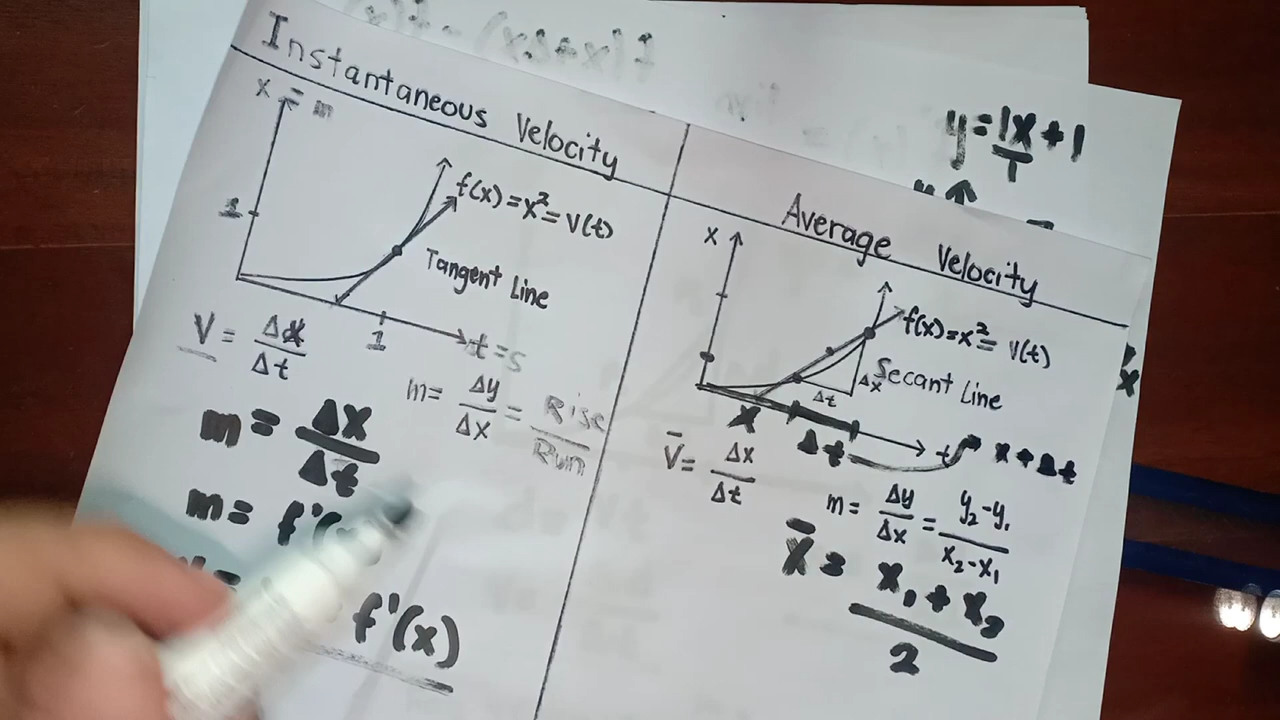 Instantaneous Velocity
x = m
1
f(x) = x² = v(t)
Tangent Line
1
t = s
V = Δx/Δt
m = Δy/Δx = Rise/Run
m = Δx/Δt
m = f'(
f'(x)
Average Velocity
x
f(x) = x² = v(t)
Secant Line
Δx
Δt
x
Δt
t
x + Δt
V̄ = Δx/Δt
m = Δy/Δx = y₂-y₁/x₂-x₁
x̄ = x₁ + x₂/2
y = 1x/1 + 1